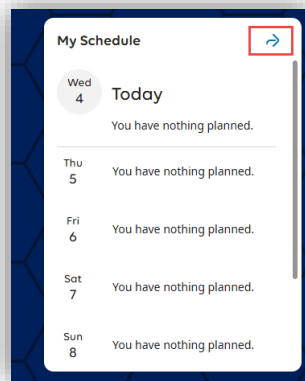 My Schedule
Wed
4
Today
You have nothing planned.
Thu
5
You have nothing planned.
Fri
6
You have nothing planned.
Sat
7
You have nothing planned.
Sun
8
You have nothing planned.